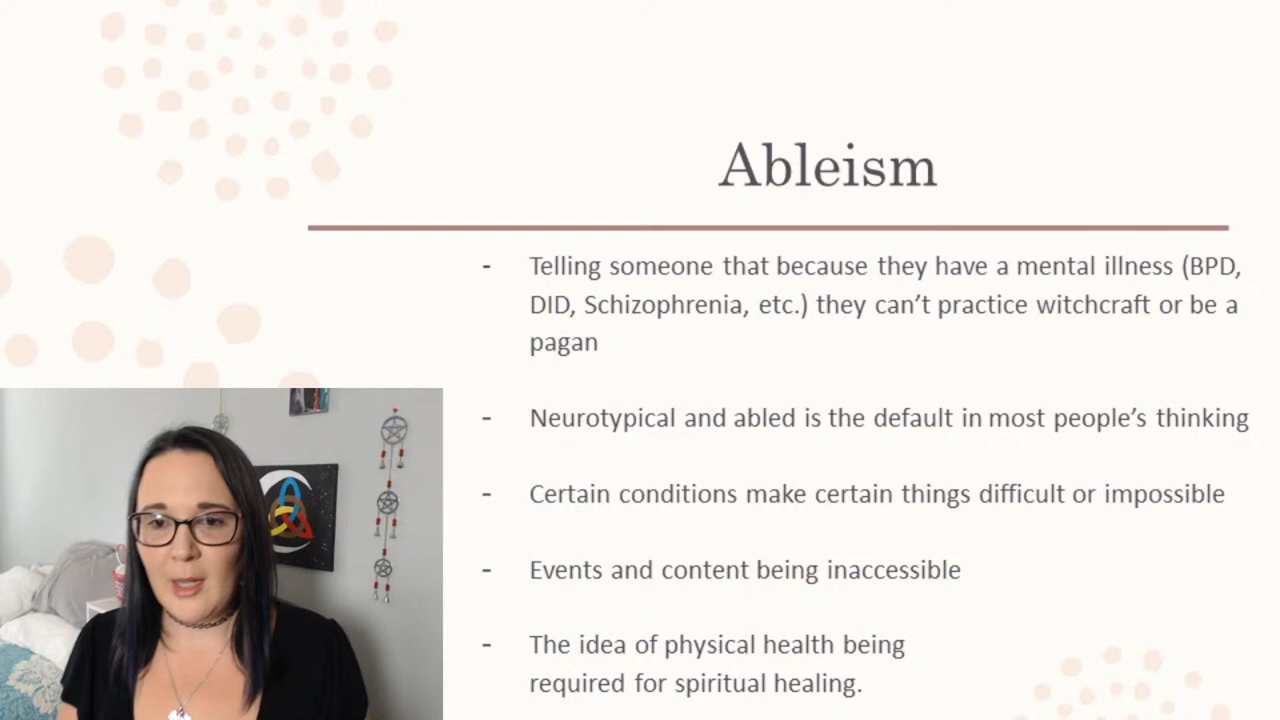 Ableism
- Telling someone that because they have a mental illness (BPD,
DID, Schizophrenia, etc.) they can’t practice witchcraft or be a
pagan
- Neurotypical and abled is the default in most people’s thinking
- Certain conditions make certain things difficult or impossible
- Events and content being inaccessible
- The idea of physical health being
required for spiritual healing.